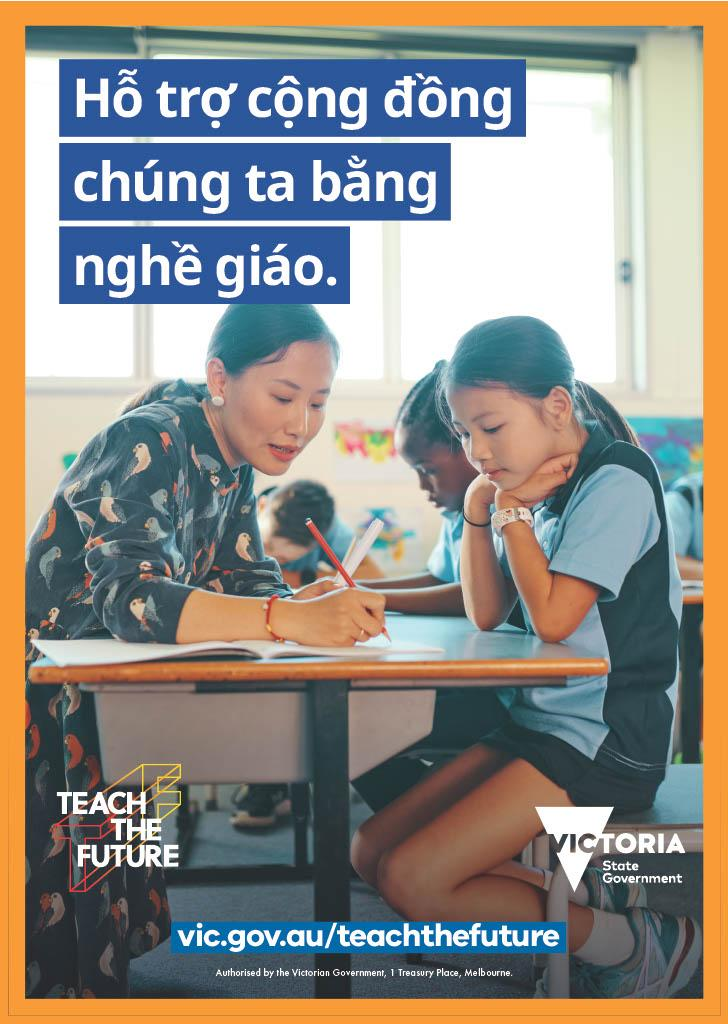 Hỗ trợ cộng đồng
chúng ta bằng
nghề giáo.
TEACH
THE
FUTURE
VICTORIA
State
Government
vic.gov.au/teachthefuture
Authorised by the Victorian Government, 1 Treasury Place, Melbourne.